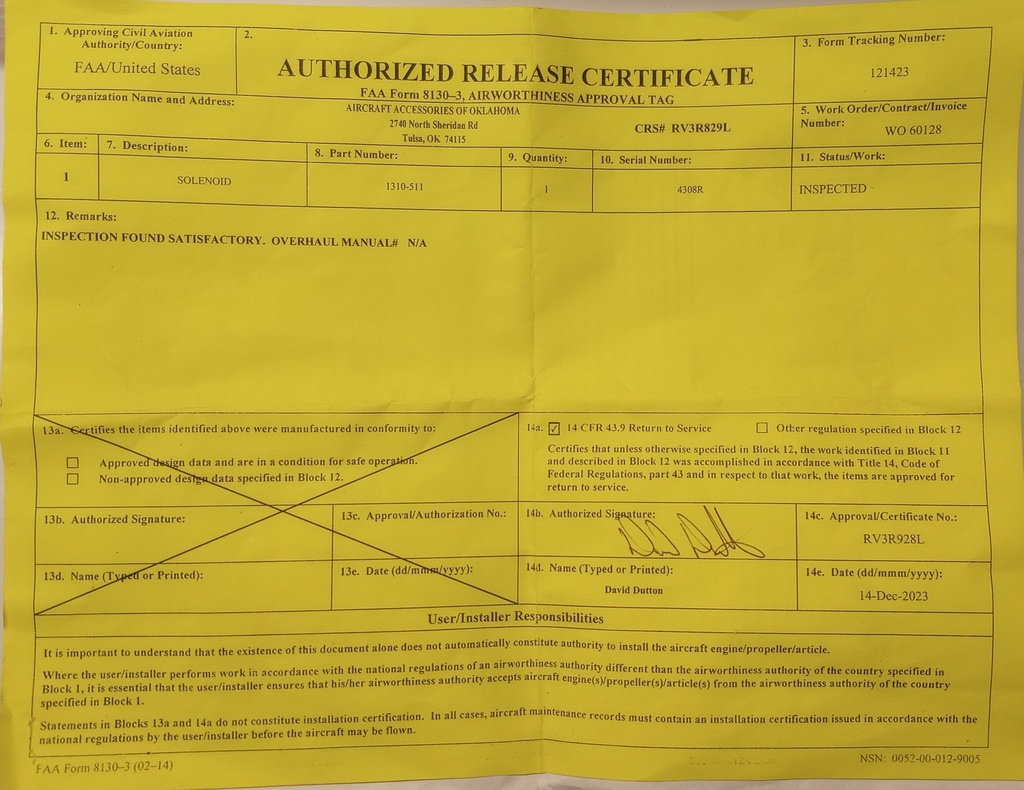 1. Approving Civil Aviation
Authority/Country:
FAA/United States
2.
AUTHORIZED RELEASE CERTIFICATE
FAA Form 8130–3, AIRWORTHINESS APPROVAL TAG
3. Form Tracking Number:
121423
4. Organization Name and Address:
AIRCRAFT ACCESSORIES OF OKLAHOMA
2740 North Sheridan Rd
Tulsa, OK 74115
CRS# RV3R829L
5. Work Order/Contract/Invoice
Number:
WO 60128
6. Item:
7. Description:
8. Part Number:
9. Quantity:
10. Serial Number:
11. Status/Work:
1
SOLENOID
1310-511
1
4308R
INSPECTED
12. Remarks:
INSPECTION FOUND SATISFACTORY. OVERHAUL MANUAL# N/A
13a. Certifies the items identified above were manufactured in conformity to:
Approved design data and are in a condition for safe operation.
Non-approved design data specified in Block 12.
14a. 14 CFR 43.9 Return to Service
Other regulation specified in Block 12
Certifies that unless otherwise specified in Block 12, the work identified in Block 11
and described in Block 12 was accomplished in accordance with Title 14, Code of
Federal Regulations, part 43 and in respect to that work, the items are approved for
return to service.
13b. Authorized Signature:
13c. Approval/Authorization No.:
14b. Authorized Signature:
14c. Approval/Certificate No.:
RV3R928L
13d. Name (Typed or Printed):
13e. Date (dd/mmm/yyyy):
14d. Name (Typed or Printed):
David Dutton
14e. Date (dd/mmm/yyyy):
14-Dec-2023
User/Installer Responsibilities
It is important to understand that the existence of this document alone does not automatically constitute authority to install the aircraft engine/propeller/article.
Where the user/installer performs work in accordance with the national regulations of an airworthiness authority different than the airworthiness authority of the country specified in
Block 1, it is essential that the user/installer ensures that his/her airworthiness authority accepts aircraft engine(s)/propeller(s)/article(s) from the airworthiness authority of the country
specified in Block 1.
Statements in Blocks 13a and 14a do not constitute installation certification. In all cases, aircraft maintenance records must contain an installation certification issued in accordance with the
national regulations by the user/installer before the aircraft may be flown.
FAA Form 8130–3 (02–14)
NSN: 0052-00-012-9005